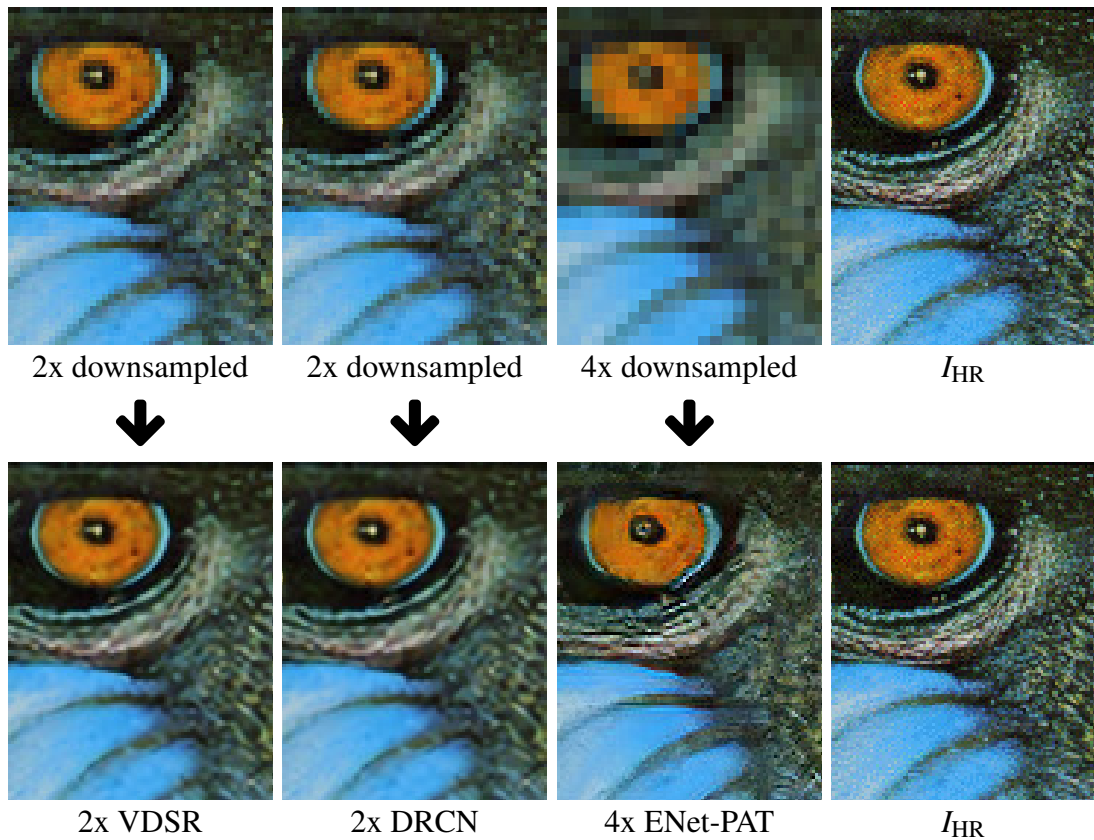 2x downsampled 2x downsampled 4x downsampled I_HR
2x VDSR 2x DRCN 4x ENet-PAT I_HR